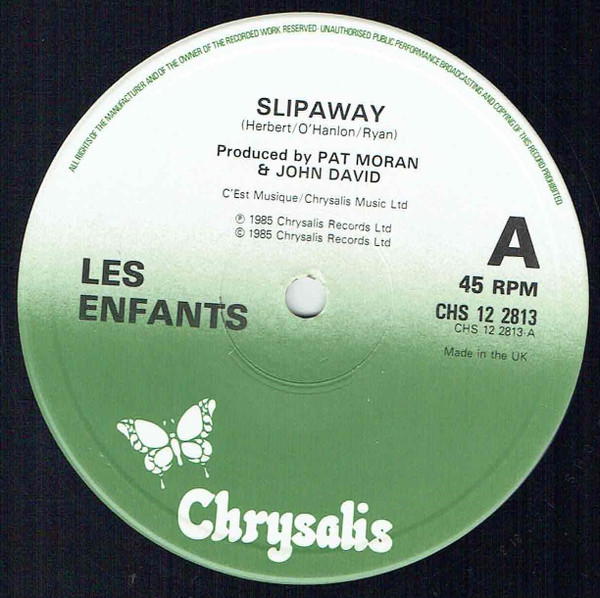 ALL RIGHTS OF THE MANUFACTURER AND OF THE OWNER OF THE RECORDED WORK RESERVED · UNAUTHORISED PUBLIC PERFORMANCE BROADCASTING AND COPYING OF THIS RECORD PROHIBITED
SLIPAWAY
(Herbert/O'Hanlon/Ryan)
Produced by PAT MORAN
& JOHN DAVID
C'Est Musique/Chrysalis Music Ltd
℗ 1985 Chrysalis Records Ltd
© 1985 Chrysalis Records Ltd
A
45 RPM
CHS 12 2813
CHS 12 2813-A
Made in the UK
LES
ENFANTS
Chrysalis